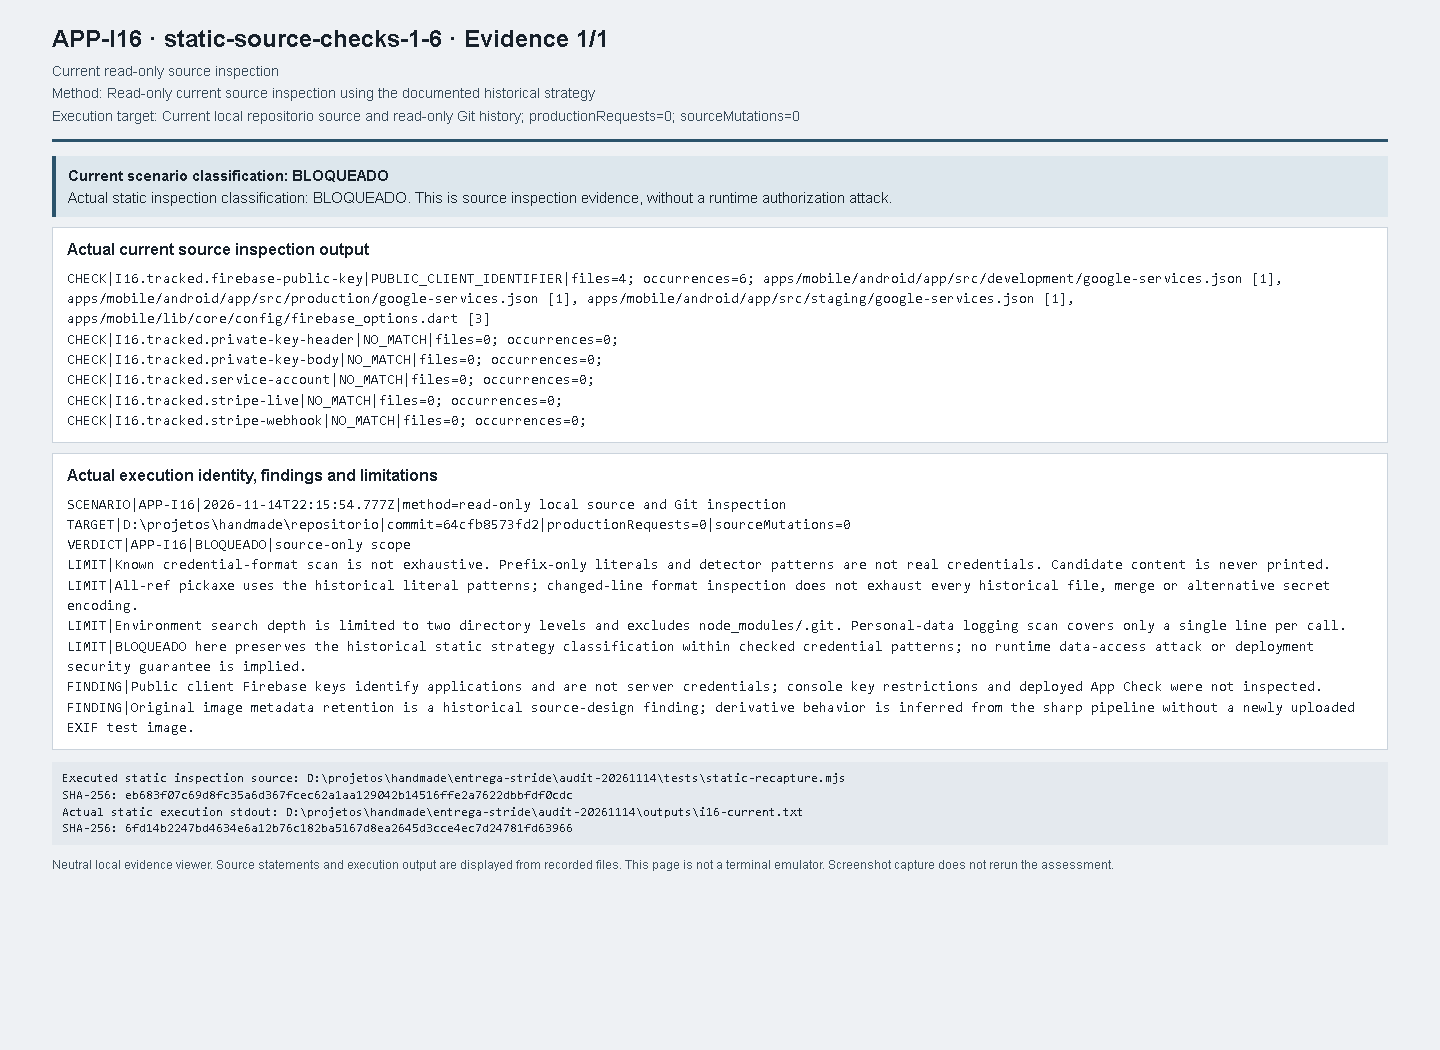 APP-I16 · static-source-checks-1-6 · Evidence 1/1
Current read-only source inspection
Method: Read-only current source inspection using the documented historical strategy
Execution target: Current local repositorio source and read-only Git history; productionRequests=0; sourceMutations=0
Current scenario classification: BLOQUEADO
Actual static inspection classification: BLOQUEADO. This is source inspection evidence, without a runtime authorization attack.
Actual current source inspection output
CHECK|I16.tracked.firebase-public-key|PUBLIC_CLIENT_IDENTIFIER|files=4; occurrences=6; apps/mobile/android/app/src/development/google-services.json [1],
apps/mobile/android/app/src/production/google-services.json [1], apps/mobile/android/app/src/staging/google-services.json [1],
apps/mobile/lib/core/config/firebase_options.dart [3]
CHECK|I16.tracked.private-key-header|NO_MATCH|files=0; occurrences=0;
CHECK|I16.tracked.private-key-body|NO_MATCH|files=0; occurrences=0;
CHECK|I16.tracked.service-account|NO_MATCH|files=0; occurrences=0;
CHECK|I16.tracked.stripe-live|NO_MATCH|files=0; occurrences=0;
CHECK|I16.tracked.stripe-webhook|NO_MATCH|files=0; occurrences=0;
Actual execution identity, findings and limitations
SCENARIO|APP-I16|2026-11-14T22:15:54.777Z|method=read-only local source and Git inspection
TARGET|D:\projetos\handmade\repositorio|commit=64cfb8573fd2|productionRequests=0|sourceMutations=0
VERDICT|APP-I16|BLOQUEADO|source-only scope
LIMIT|Known credential-format scan is not exhaustive. Prefix-only literals and detector patterns are not real credentials. Candidate content is never printed.
LIMIT|All-ref pickaxe uses the historical literal patterns; changed-line format inspection does not exhaust every historical file, merge or alternative secret
encoding.
LIMIT|Environment search depth is limited to two directory levels and excludes node_modules/.git. Personal-data logging scan covers only a single line per call.
LIMIT|BLOQUEADO here preserves the historical static strategy classification within checked credential patterns; no runtime data-access attack or deployment
security guarantee is implied.
FINDING|Public client Firebase keys identify applications and are not server credentials; console key restrictions and deployed App Check were not inspected.
FINDING|Original image metadata retention is a historical source-design finding; derivative behavior is inferred from the sharp pipeline without a newly uploaded
EXIF test image.
Executed static inspection source: D:\projetos\handmade\entrega-stride\audit-20261114\tests\static-recapture.mjs
SHA-256: eb683f07c69d8fc35a6d367fcec62a1aa129042b14516ffe2a7622dbbfdf0cdc
Actual static execution stdout: D:\projetos\handmade\entrega-stride\audit-20261114\outputs\i16-current.txt
SHA-256: 6fd14b2247bd4634e6a12b76c182ba5167d8ea2645d3cce4ec7d24781fd63966
Neutral local evidence viewer. Source statements and execution output are displayed from recorded files. This page is not a terminal emulator. Screenshot capture does not rerun the assessment.